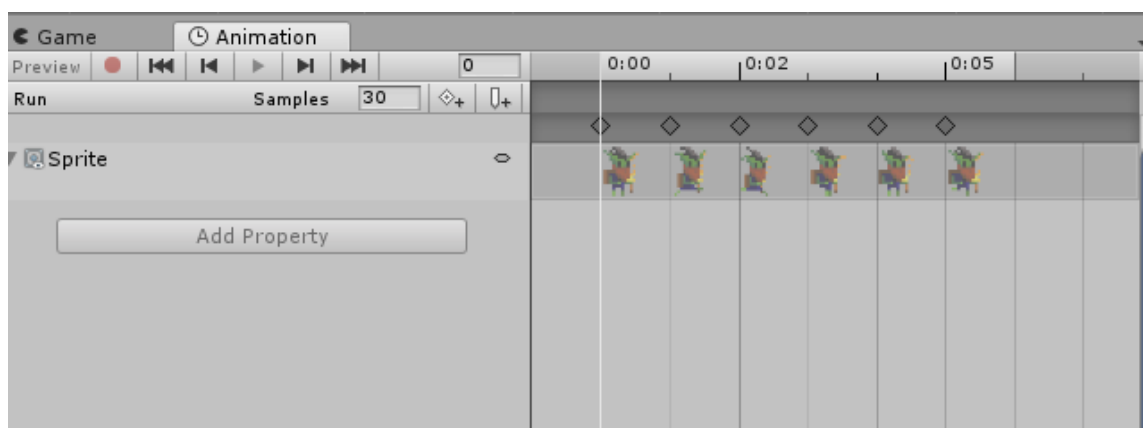 Game Animation
Preview 0 0:00 0:02 0:05
Run Samples 30
Sprite
Add Property